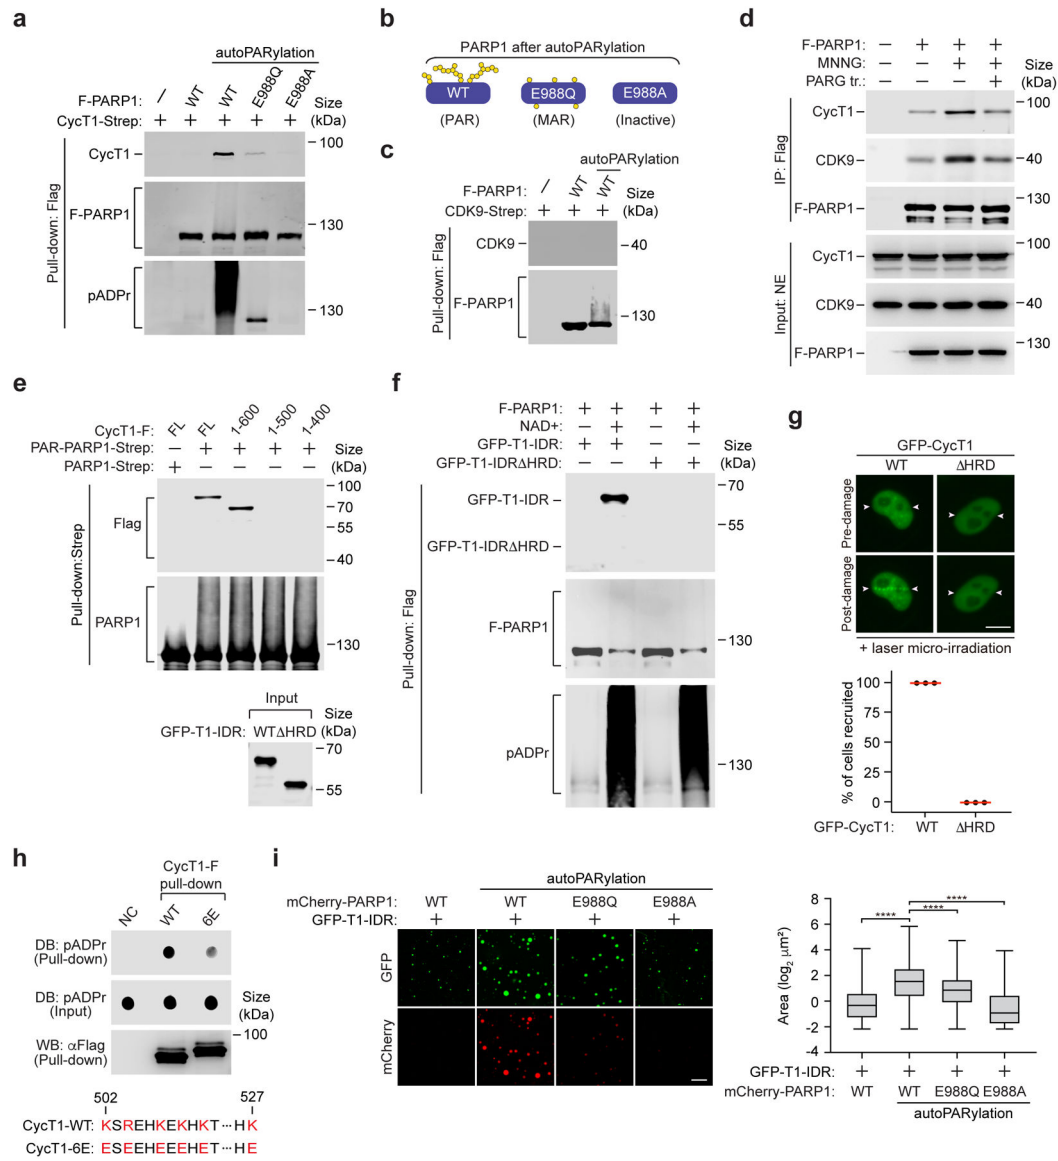 a
autoPARylation
F-PARP1: / WT WT E988Q E988A Size
CycT1-Strep: + + + + + (kDa)
Pull-down: Flag
CycT1 100
F-PARP1 130
pADPr 130
b
PARP1 after autoPARylation
WT E988Q E988A
(PAR) (MAR) (Inactive)
c
autoPARylation
F-PARP1: / WT WT Size
CDK9-Strep: + + + (kDa)
Pull-down: Flag
CDK9 40
F-PARP1 130
d
F-PARP1: − + + +
MNNG: − − + + Size
PARG tr.: − − − + (kDa)
IP: Flag
CycT1 100
CDK9 40
F-PARP1 130
Input: NE
CycT1 100
CDK9 40
F-PARP1 130
e
CycT1-F: FL FL 1-600 1-500 1-400
PAR-PARP1-Strep: − + + + + Size
PARP1-Strep: + − − − − (kDa)
Pull-down:Strep
Flag
100
70
55
40
PARP1 130
Input Size
GFP-T1-IDR: WT ΔHRD (kDa)
70
55
f
F-PARP1: + + + +
NAD+: − + − +
GFP-T1-IDR: + + − − Size
GFP-T1-IDRΔHRD: − − + + (kDa)
Pull-down: Flag
GFP-T1-IDR 70
55
GFP-T1-IDRΔHRD
F-PARP1 130
pADPr 130
g
GFP-CycT1
WT ΔHRD
Pre-damage
Post-damage
+ laser micro-irradiation
% of cells recruited
100
75
50
25
0
GFP-CycT1: WT ΔHRD
h
CycT1-F
pull-down
NC WT 6E
DB: pADPr
(Pull-down)
DB: pADPr
(Input)
Size
(kDa)
WB: αFlag
(Pull-down)
100
502 527
CycT1-WT: KSREHKEKHKT···HK
CycT1-6E: ESEEHEEEHET···HE
i
autoPARylation
mCherry-PARP1: WT WT E988Q E988A
GFP-T1-IDR: + + + +
GFP
mCherry
Area (log2 µm²)
8
6
4
2
0
-2
-4
**** **** ****
GFP-T1-IDR: + + + +
mCherry-PARP1: WT WT E988Q E988A
autoPARylation